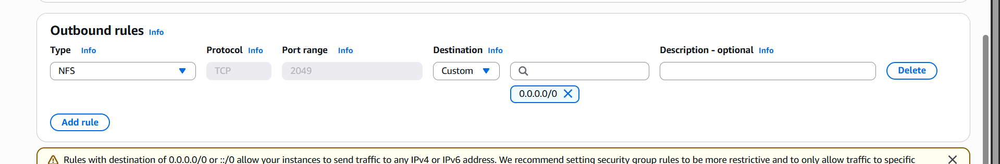 Outbound rules Info
Type Info Protocol Info Port range Info Destination Info Description - optional Info
NFS TCP 2049 Custom Delete
0.0.0.0/0
Add rule
Rules with destination of 0.0.0.0/0 or ::/0 allow your instances to send traffic to any IPv4 or IPv6 address. We recommend setting security group rules to be more restrictive and to only allow traffic to specific